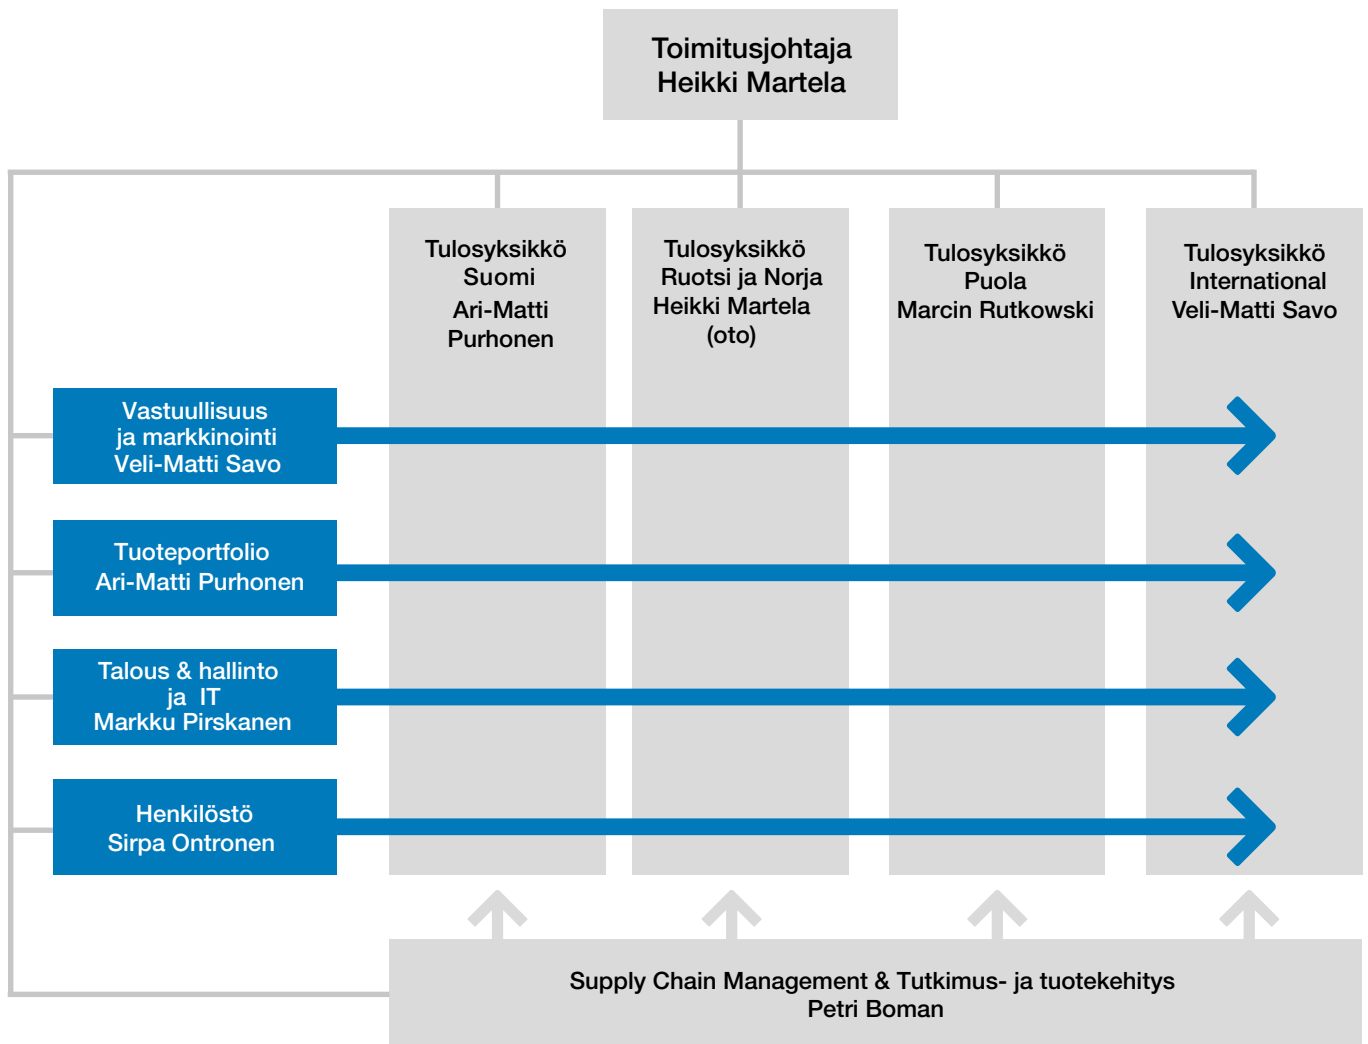 Toimitusjohtaja
Heikki Martela
Tulosyksikkö
Suomi
Ari-Matti
Purhonen
Tulosyksikkö
Ruotsi ja Norja
Heikki Martela
(oto)
Tulosyksikkö
Puola
Marcin Rutkowski
Tulosyksikkö
International
Veli-Matti Savo
Vastuullisuus
ja markkinointi
Veli-Matti Savo
Tuoteportfolio
Ari-Matti Purhonen
Talous & hallinto
ja IT
Markku Pirskanen
Henkilöstö
Sirpa Ontronen
Supply Chain Management & Tutkimus- ja tuotekehitys
Petri Boman